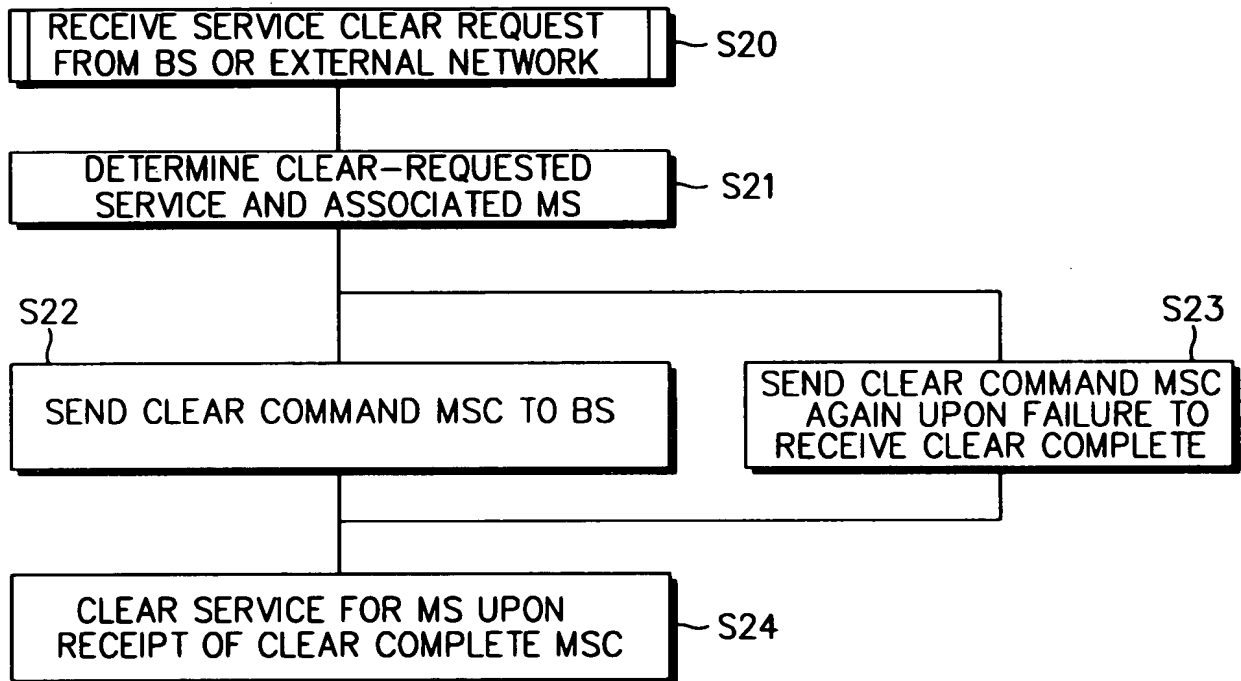 RECEIVE SERVICE CLEAR REQUEST
FROM BS OR EXTERNAL NETWORK
S20
DETERMINE CLEAR-REQUESTED
SERVICE AND ASSOCIATED MS
S21
S22
SEND CLEAR COMMAND MSC TO BS
S23
SEND CLEAR COMMAND MSC
AGAIN UPON FAILURE TO
RECEIVE CLEAR COMPLETE
CLEAR SERVICE FOR MS UPON
RECEIPT OF CLEAR COMPLETE MSC
S24